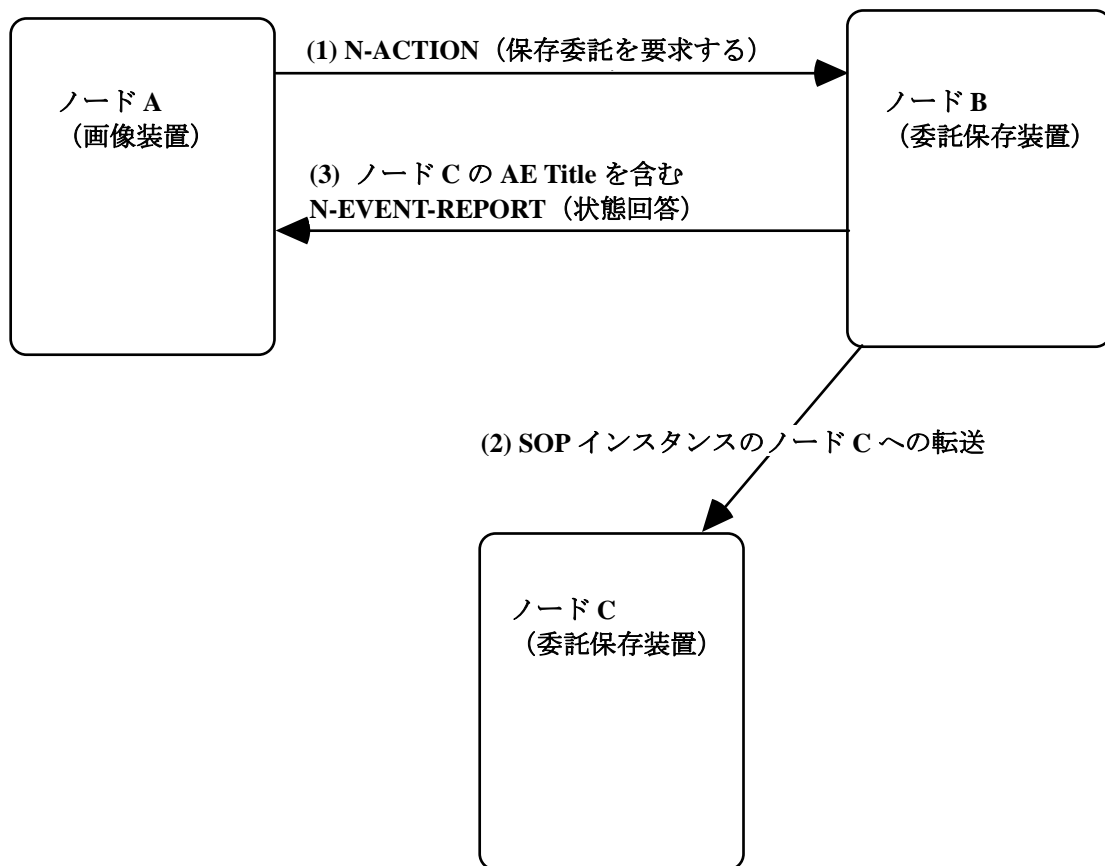 (1) N-ACTION（保存委託を要求する）
ノード A
（画像装置）
ノード B
（委託保存装置）
(3) ノード C の AE Title を含む
N-EVENT-REPORT（状態回答）
(2) SOP インスタンスのノード C への転送
ノード C
（委託保存装置）